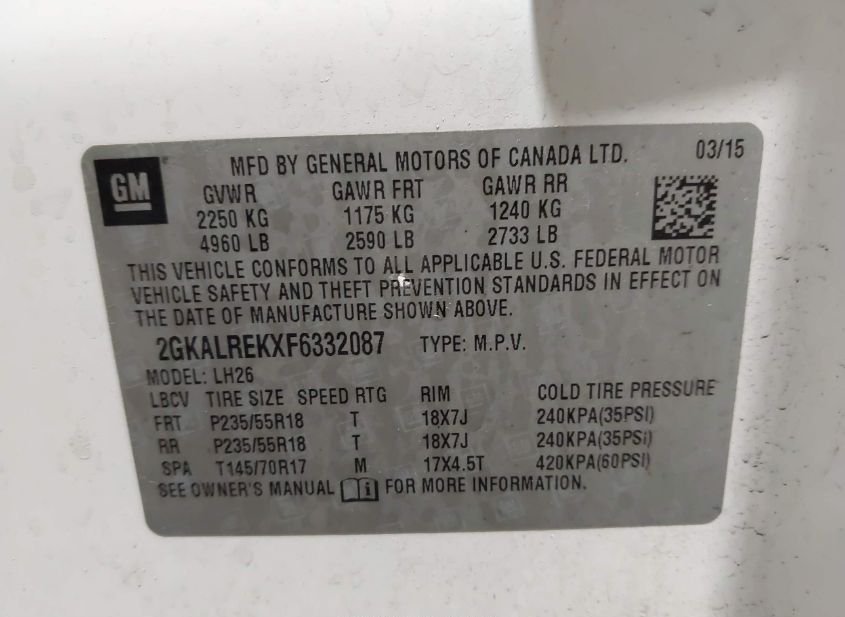 GM MFD BY GENERAL MOTORS OF CANADA LTD. 03/15
GVWR GAWR FRT GAWR RR
2250 KG 1175 KG 1240 KG
4960 LB 2590 LB 2733 LB
THIS VEHICLE CONFORMS TO ALL APPLICABLE U.S. FEDERAL MOTOR
VEHICLE SAFETY AND THEFT PREVENTION STANDARDS IN EFFECT ON
THE DATE OF MANUFACTURE SHOWN ABOVE.
2GKALREKXF6332087 TYPE: M.P.V.
MODEL: LH26
LBCV TIRE SIZE SPEED RTG RIM COLD TIRE PRESSURE
FRT P235/55R18 T 18X7J 240KPA(35PSI)
RR P235/55R18 T 18X7J 240KPA(35PSI)
SPA T145/70R17 M 17X4.5T 420KPA(60PSI)
SEE OWNER'S MANUAL i FOR MORE INFORMATION.